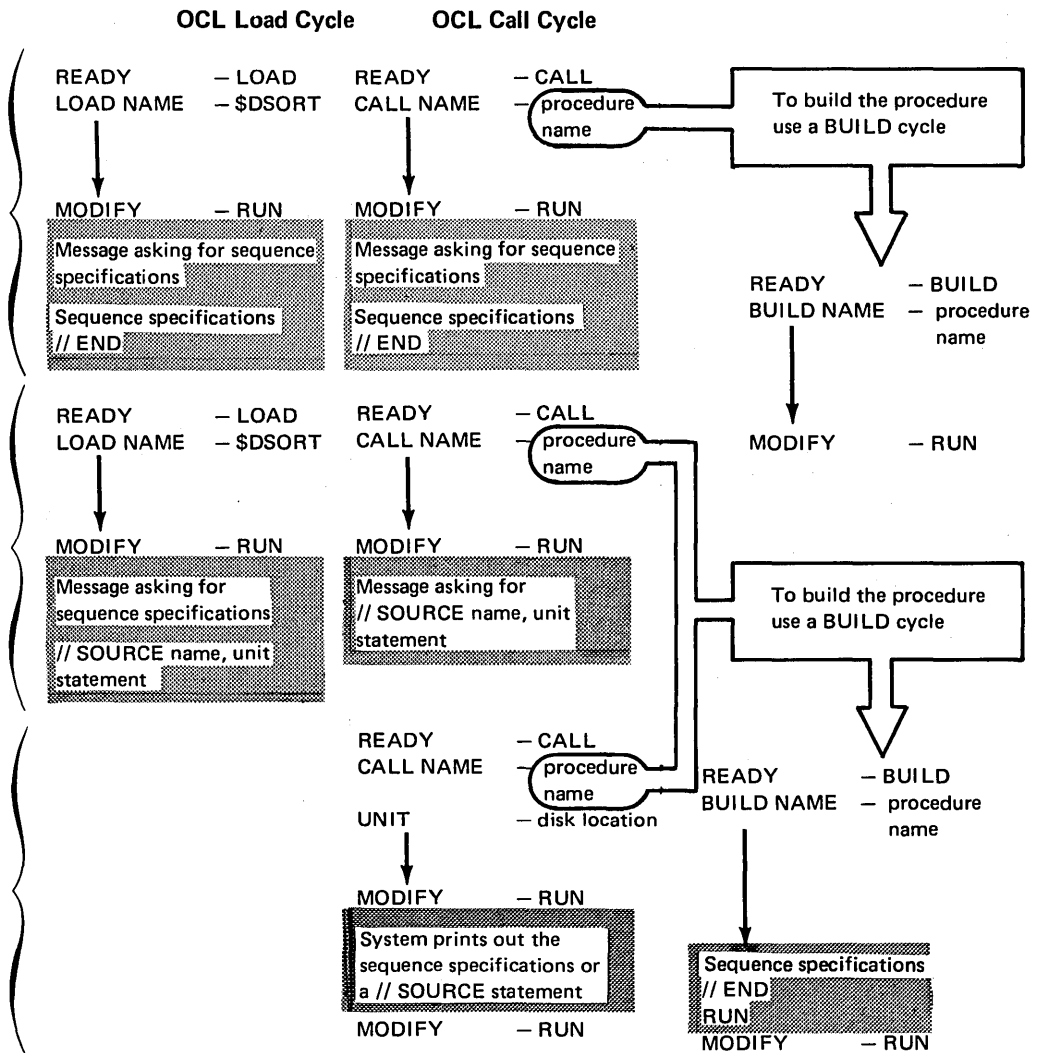 OCL Load Cycle
OCL Call Cycle
READY – LOAD
LOAD NAME – $DSORT
MODIFY – RUN
Message asking for sequence
specifications
Sequence specifications
// END
READY – CALL
CALL NAME – procedure
name
MODIFY – RUN
Message asking for sequence
specifications
Sequence specifications
// END
To build the procedure
use a BUILD cycle
READY – BUILD
BUILD NAME – procedure
name
MODIFY – RUN
READY – LOAD
LOAD NAME – $DSORT
MODIFY – RUN
Message asking for
sequence specifications
// SOURCE name, unit
statement
READY – CALL
CALL NAME – procedure
name
MODIFY – RUN
Message asking for
// SOURCE name, unit
statement
To build the procedure
use a BUILD cycle
READY – CALL
CALL NAME – procedure
name
UNIT – disk location
MODIFY – RUN
System prints out the
sequence specifications or
a // SOURCE statement
MODIFY – RUN
READY – BUILD
BUILD NAME – procedure
name
Sequence specifications
// END
RUN
MODIFY – RUN